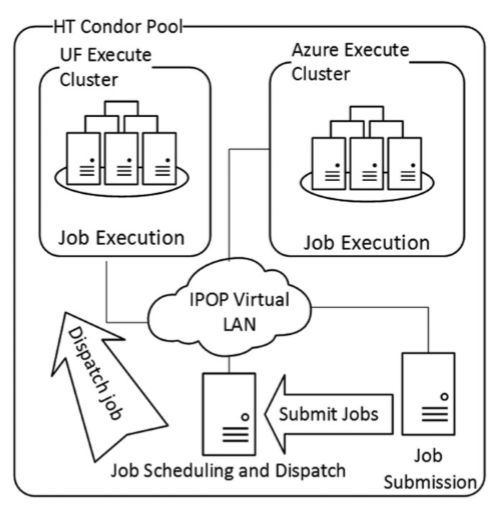 HT Condor Pool
UF Execute
Cluster
Azure Execute
Cluster
Job Execution
Job Execution
IPOP Virtual
LAN
Dispatch job
Submit Jobs
Job Scheduling and Dispatch
Job
Submission